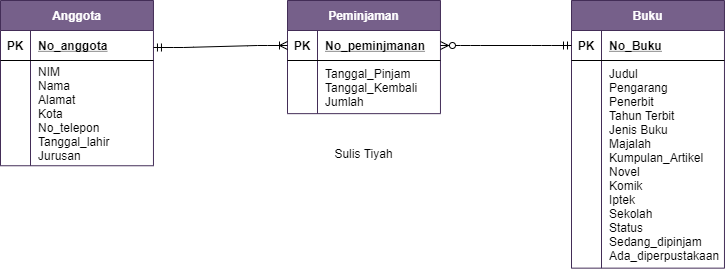 Anggota
PK No_anggota
NIM
Nama
Alamat
Kota
No_telepon
Tanggal_lahir
Jurusan
Peminjaman
PK No_peminjmanan
Tanggal_Pinjam
Tanggal_Kembali
Jumlah
Sulis Tiyah
Buku
PK No_Buku
Judul
Pengarang
Penerbit
Tahun Terbit
Jenis Buku
Majalah
Kumpulan_Artikel
Novel
Komik
Iptek
Sekolah
Status
Sedang_dipinjam
Ada_diperpustakaan